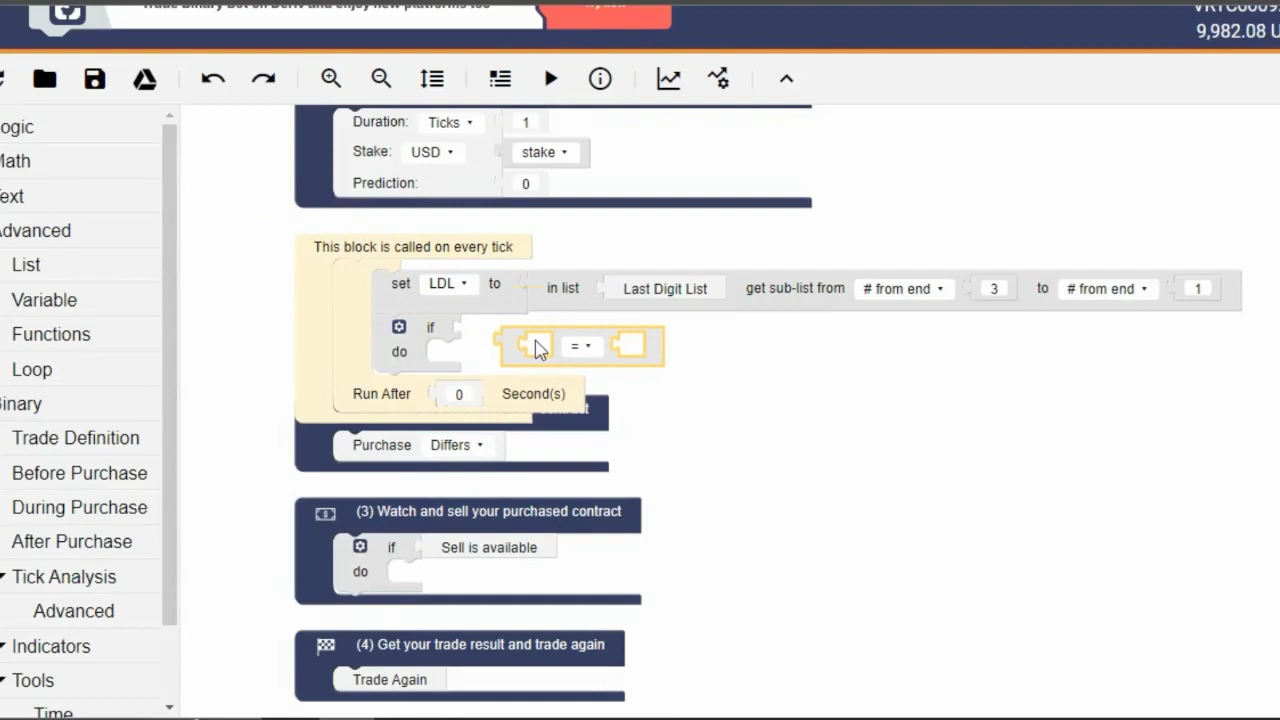 Trade Binary Bot on Deriv and enjoy new platforms too
9,982.08 U
ogic
Math
Text
Advanced
List
Variable
Functions
Loop
Binary
Trade Definition
Before Purchase
During Purchase
After Purchase
Tick Analysis
Advanced
Indicators
Tools
Time
Duration: Ticks 1
Stake: USD stake
Prediction: 0
This block is called on every tick
set LDL to in list Last Digit List get sub-list from # from end 3 to # from end 1
if =
do
Run After 0 Second(s)
Purchase Differs
(3) Watch and sell your purchased contract
if Sell is available
do
(4) Get your trade result and trade again
Trade Again